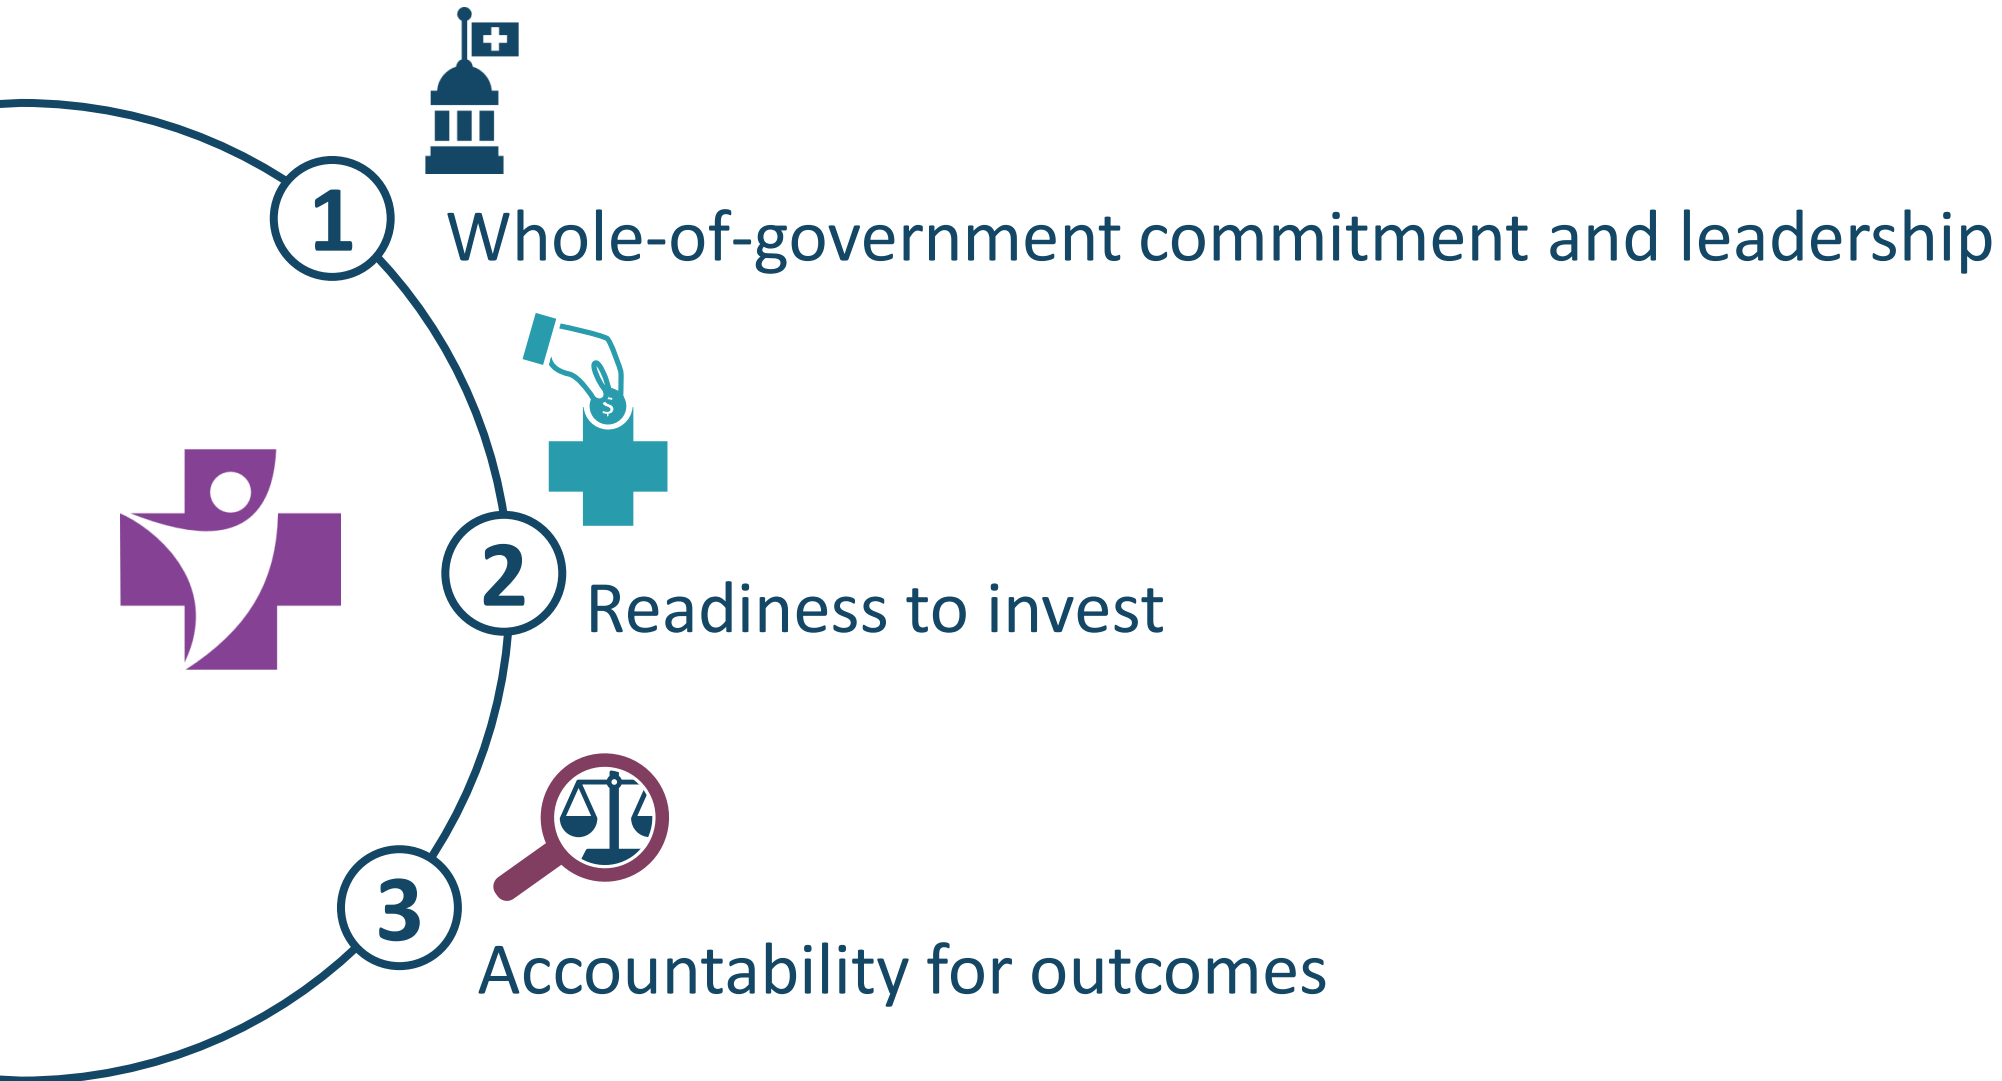 1
Whole-of-government commitment and leadership
$
2
Readiness to invest
3
Accountability for outcomes